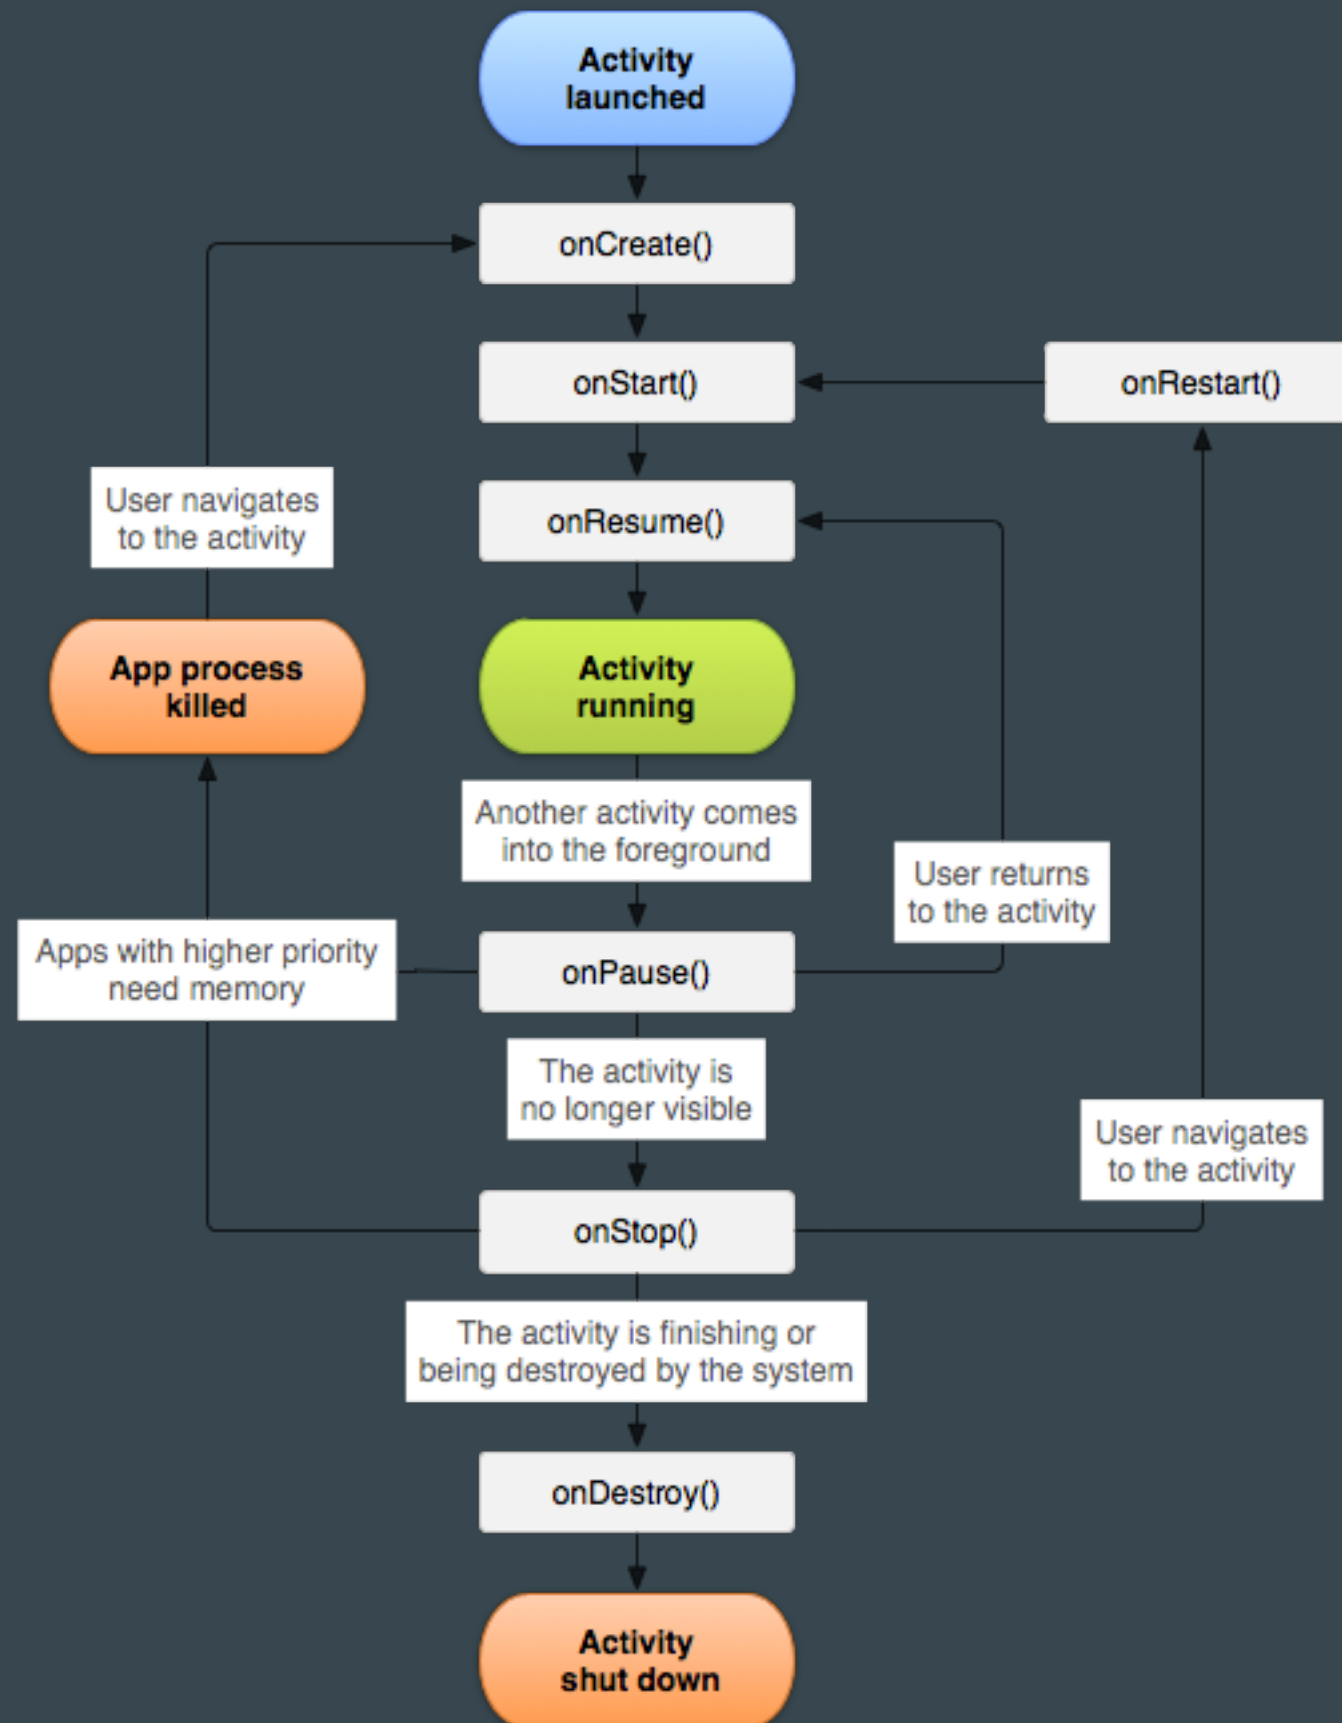 Activity
launched
onCreate()
onStart()
onRestart()
User navigates
to the activity
onResume()
App process
killed
Activity
running
Another activity comes
into the foreground
User returns
to the activity
Apps with higher priority
need memory
onPause()
The activity is
no longer visible
User navigates
to the activity
onStop()
The activity is finishing or
being destroyed by the system
onDestroy()
Activity
shut down